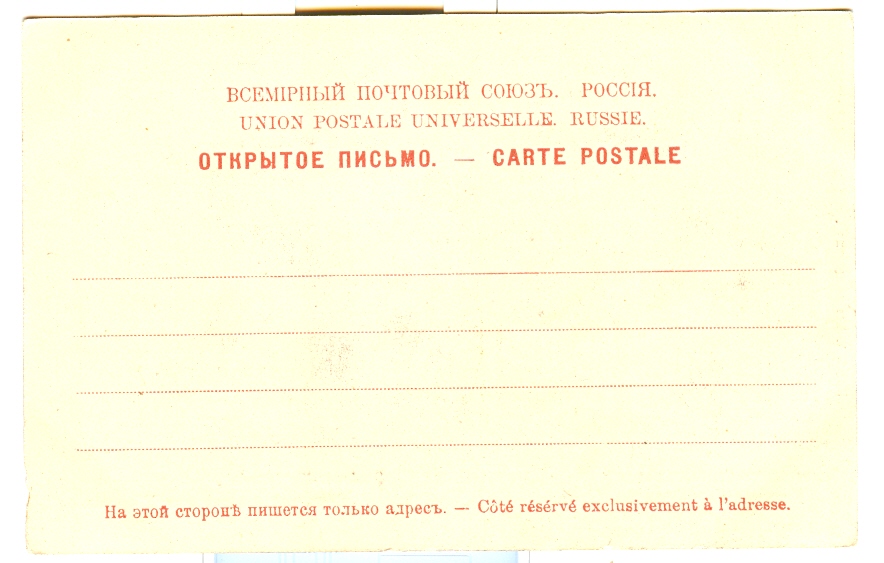 ВСЕМІРНЫЙ ПОЧТОВЫЙ СОЮЗЪ. РОССІЯ.
UNION POSTALE UNIVERSELLE. RUSSIE.
ОТКРЫТОЕ ПИСЬМО. — CARTE POSTALE
На этой сторонѣ пишется только адресъ. — Côté résérvé exclusivement à l'adresse.